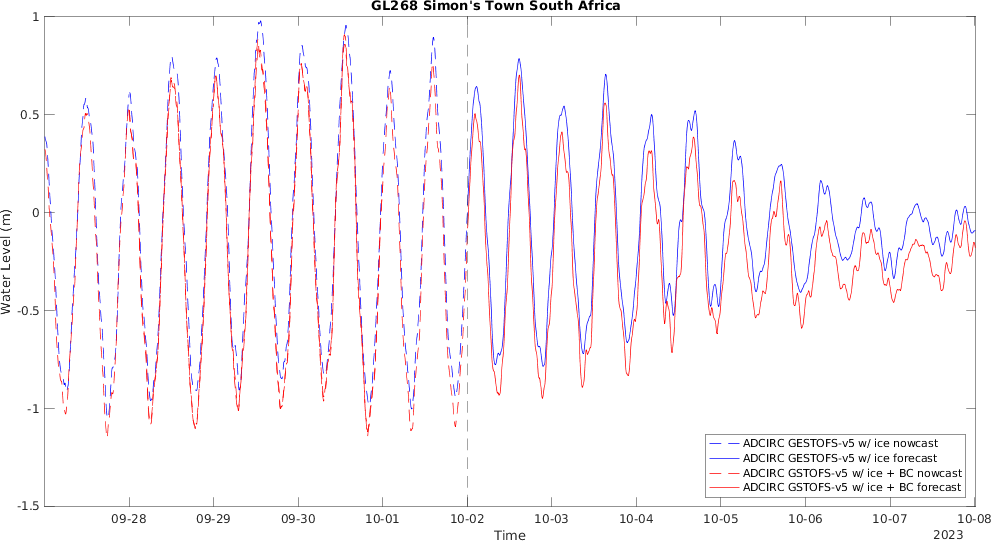 GL268 Simon's Town South Africa
1
0.5
0
-0.5
-1
-1.5
Water Level (m)
ADCIRC GESTOFS-v5 w/ ice nowcast
ADCIRC GESTOFS-v5 w/ ice forecast
ADCIRC GSTOFS-v5 w/ ice + BC nowcast
ADCIRC GSTOFS-v5 w/ ice + BC forecast
09-28 09-29 09-30 10-01 10-02 10-03 10-04 10-05 10-06 10-07 10-08
Time
2023